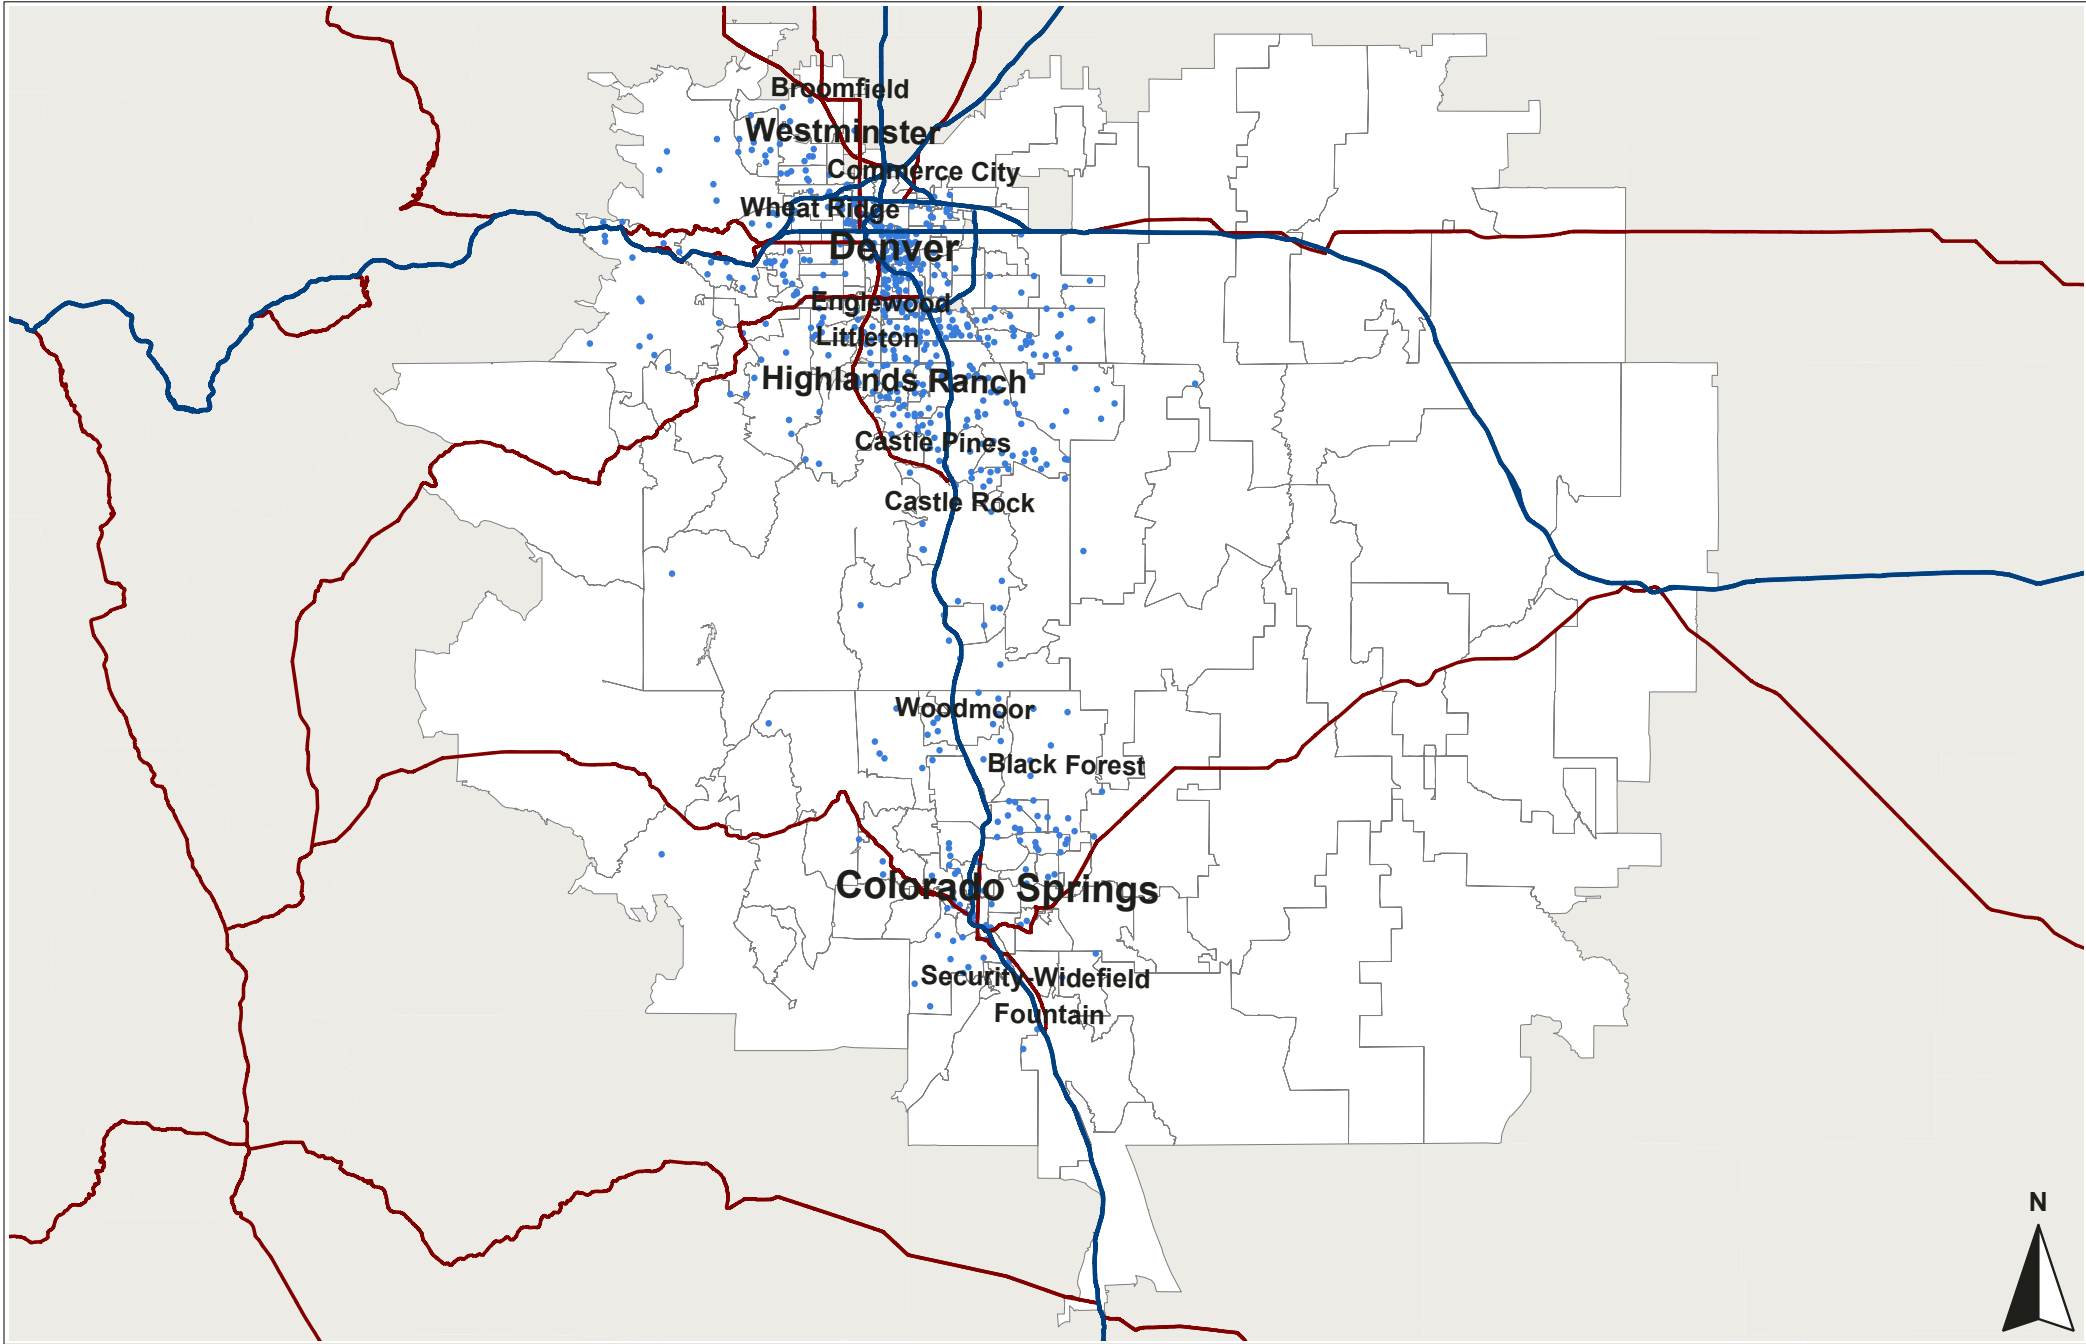 Broomfield
Westminster
Commerce City
Wheat Ridge
Denver
Englewood
Littleton
Highlands Ranch
Castle Pines
Castle Rock
Woodmoor
Black Forest
Colorado Springs
Security-Widefield
Fountain
N